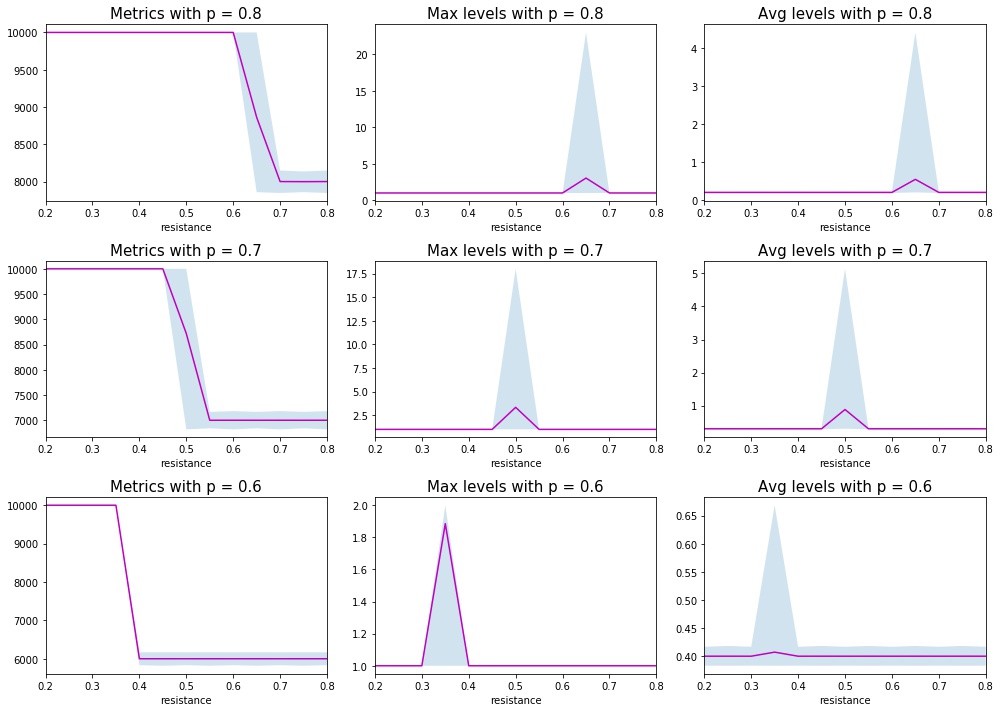 Metrics with p = 0.8
10000
9500
9000
8500
8000
0.2 0.3 0.4 0.5 0.6 0.7 0.8
resistance
Max levels with p = 0.8
20
15
10
5
0
0.2 0.3 0.4 0.5 0.6 0.7 0.8
resistance
Avg levels with p = 0.8
4
3
2
1
0
0.2 0.3 0.4 0.5 0.6 0.7 0.8
resistance
Metrics with p = 0.7
10000
9500
9000
8500
8000
7500
7000
0.2 0.3 0.4 0.5 0.6 0.7 0.8
resistance
Max levels with p = 0.7
17.5
15.0
12.5
10.0
7.5
5.0
2.5
0.2 0.3 0.4 0.5 0.6 0.7 0.8
resistance
Avg levels with p = 0.7
5
4
3
2
1
0.2 0.3 0.4 0.5 0.6 0.7 0.8
resistance
Metrics with p = 0.6
10000
9000
8000
7000
6000
0.2 0.3 0.4 0.5 0.6 0.7 0.8
resistance
Max levels with p = 0.6
2.0
1.8
1.6
1.4
1.2
1.0
0.2 0.3 0.4 0.5 0.6 0.7 0.8
resistance
Avg levels with p = 0.6
0.65
0.60
0.55
0.50
0.45
0.40
0.2 0.3 0.4 0.5 0.6 0.7 0.8
resistance